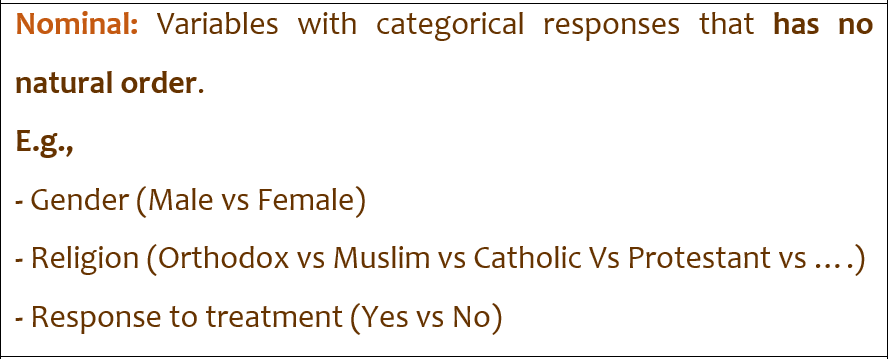 Nominal: Variables with categorical responses that has no
natural order.
E.g.,
- Gender (Male vs Female)
- Religion (Orthodox vs Muslim vs Catholic Vs Protestant vs ... .)
- Response to treatment (Yes vs No)